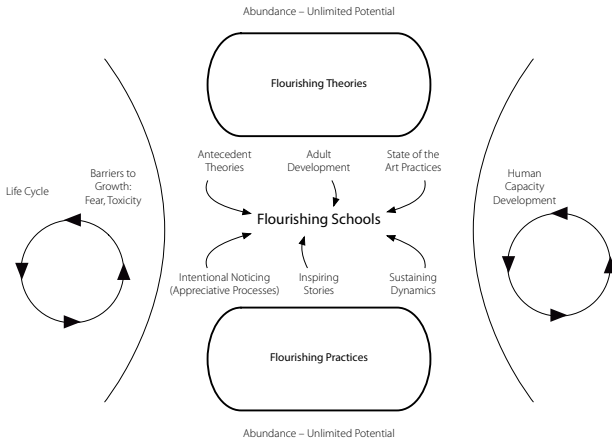 Abundance – Unlimited Potential
Flourishing Theories
Antecedent
Theories
Adult
Development
State of the
Art Practices
Life Cycle
Barriers to
Growth:
Fear, Toxicity
Flourishing Schools
Human
Capacity
Development
Intentional Noticing
(Appreciative Processes)
Inspiring
Stories
Sustaining
Dynamics
Flourishing Practices
Abundance – Unlimited Potential